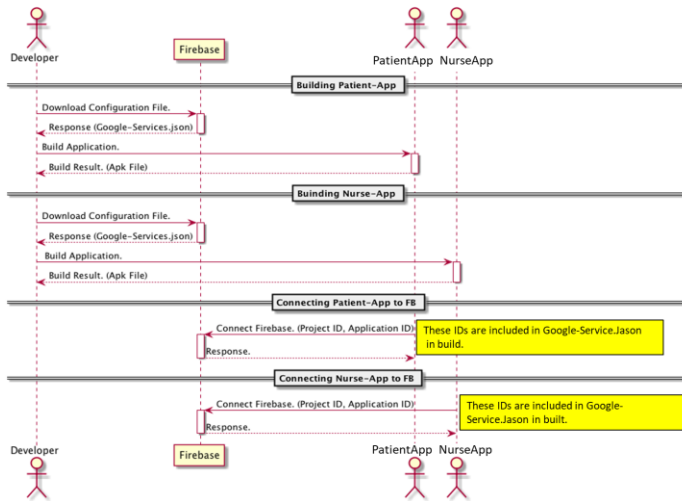 Developer
Firebase
PatientApp
NurseApp
Building Patient-App
Download Configuration File.
Response (Google-Services.json)
Build Application.
Build Result. (Apk File)
Buinding Nurse-App
Download Configuration File.
Response (Google-Services.json)
Build Application.
Build Result. (Apk File)
Connecting Patient-App to FB
Connect Firebase. (Project ID, Application ID)
These IDs are included in Google-Service.Jason
in build.
Response.
Connecting Nurse-App to FB
Connect Firebase. (Project ID, Application ID)
These IDs are included in Google-
Service.Jason in built.
Response.
Developer
Firebase
PatientApp
NurseApp